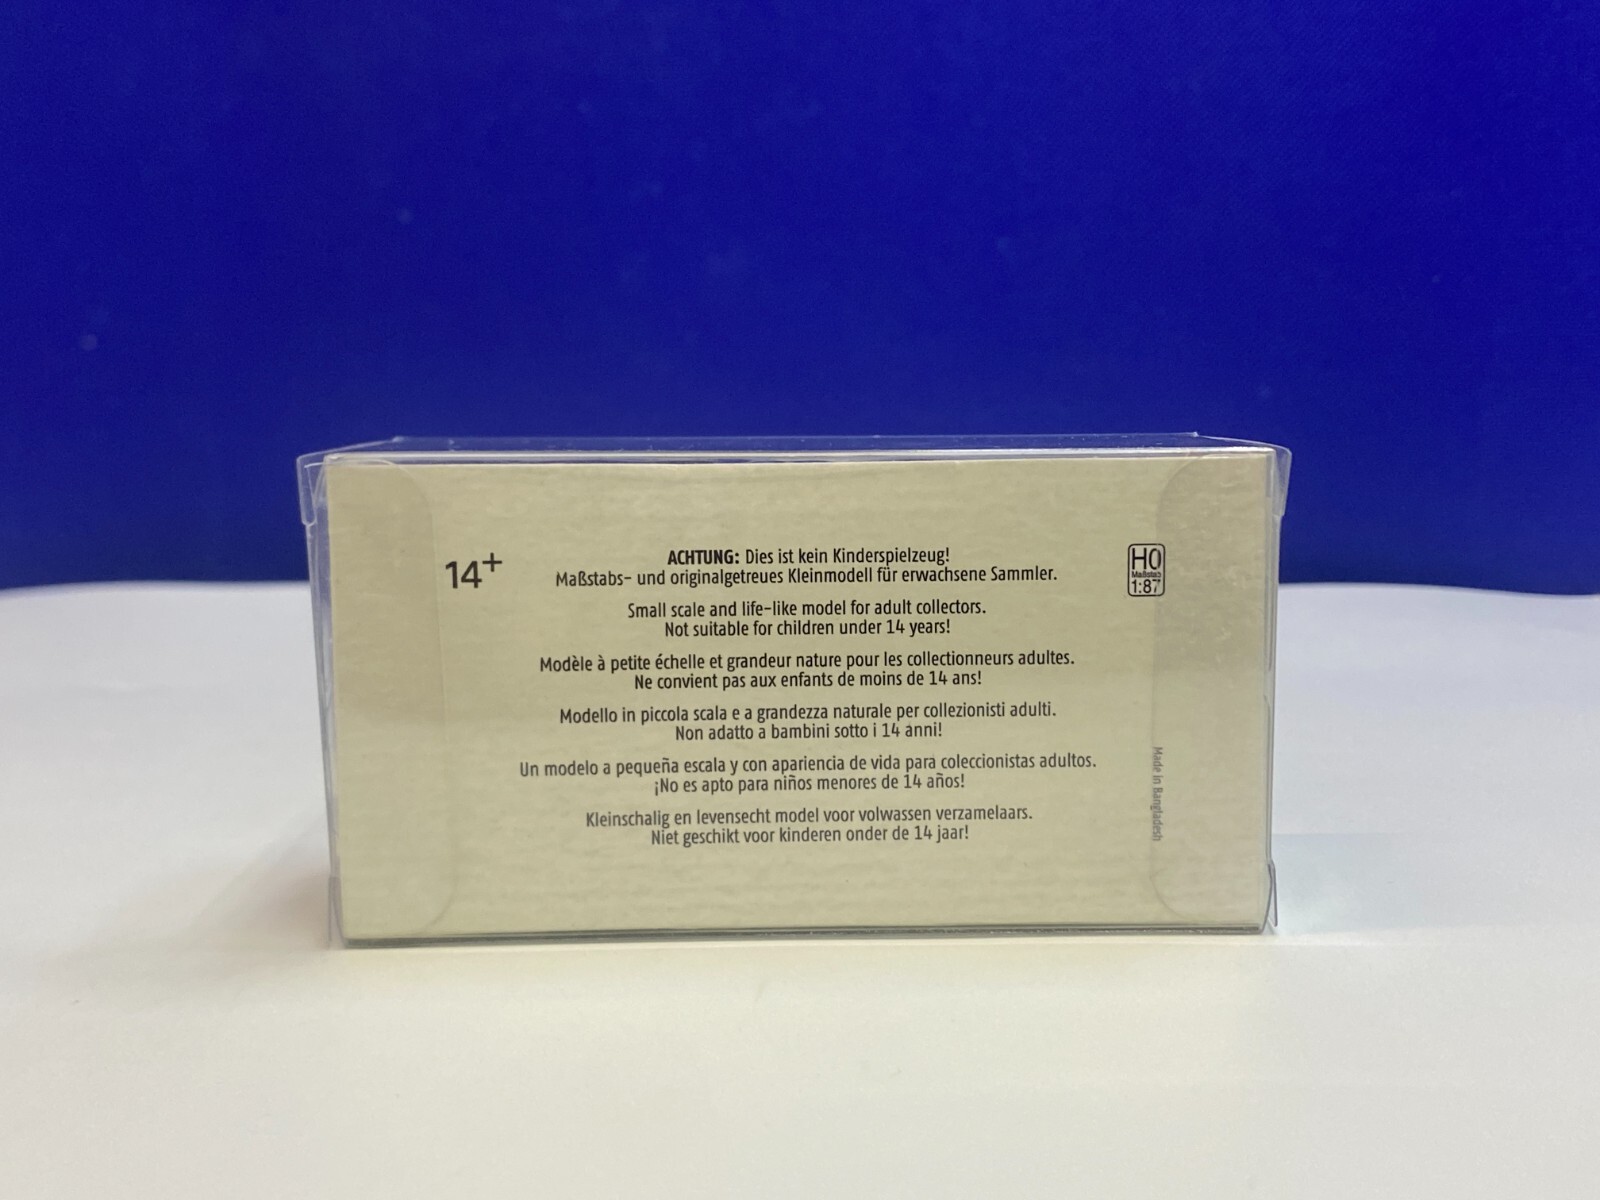 14+
ACHTUNG: Dies ist kein Kinderspielzeug!
Maßstabs- und originalgetreues Kleinmodell für erwachsene Sammler.
Small scale and life-like model for adult collectors.
Not suitable for children under 14 years!
Modèle à petite échelle et grandeur nature pour les collectionneurs adultes.
Ne convient pas aux enfants de moins de 14 ans!
Modello in piccola scala e a grandezza naturale per collezionisti adulti.
Non adatto a bambini sotto i 14 anni!
Un modelo a pequeña escala y con apariencia de vida para coleccionistas adultos.
¡No es apto para niños menores de 14 años!
Kleinschalig en levensecht model voor volwassen verzamelaars.
Niet geschikt voor kinderen onder de 14 jaar!
H0
Maßstab
1:87
Made in Bangladesh